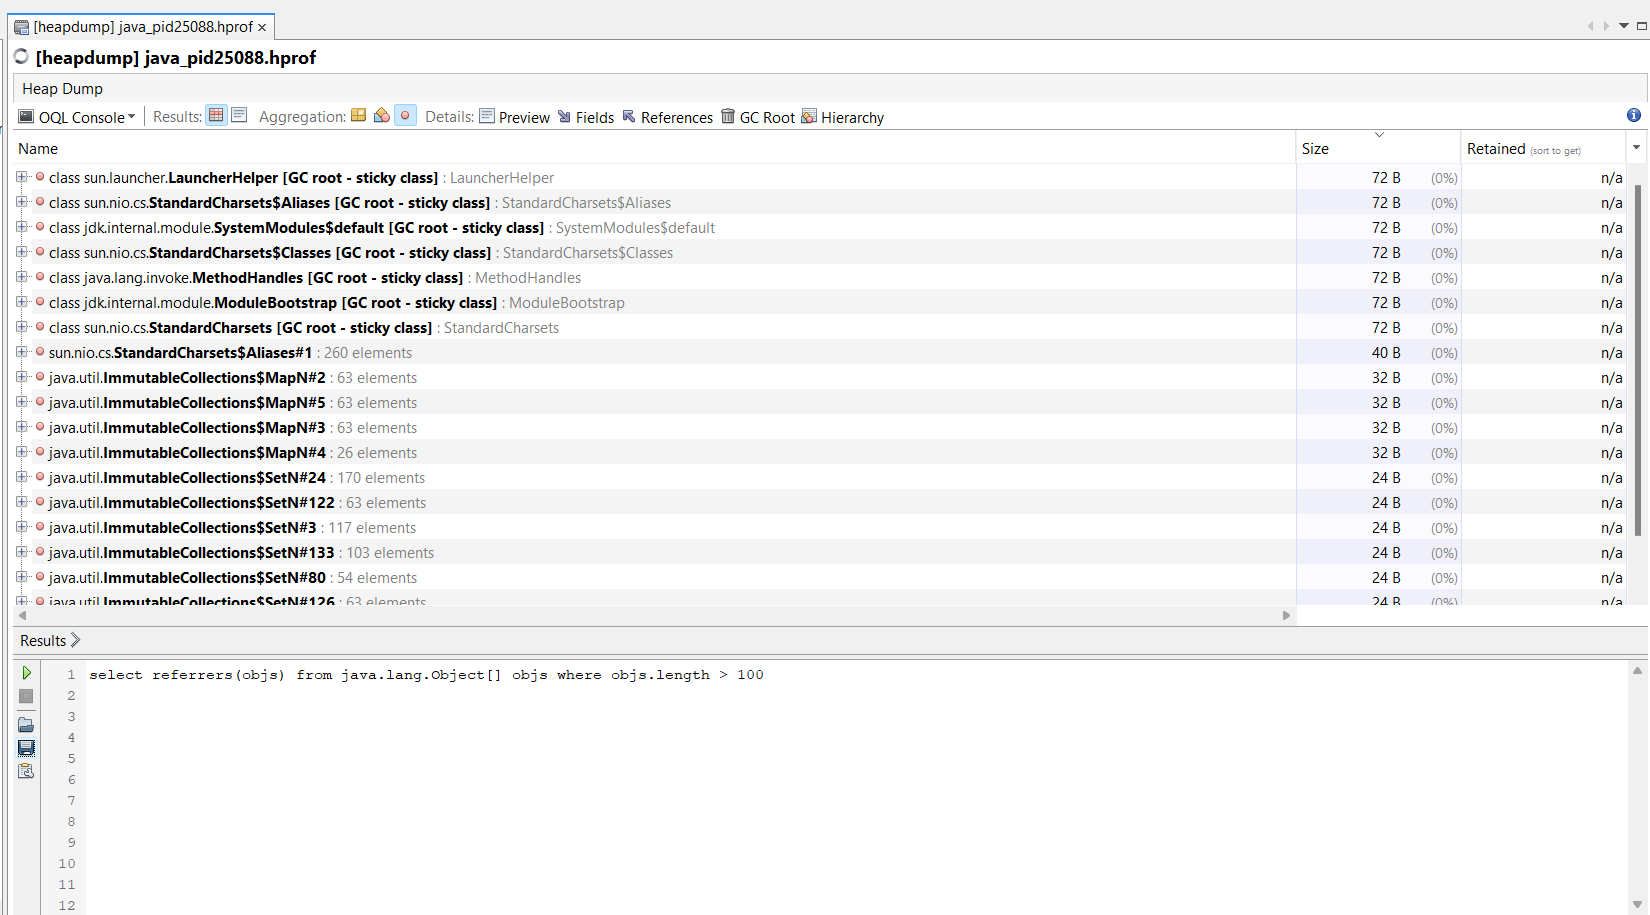 [heapdump] java_pid25088.hprof
[heapdump] java_pid25088.hprof
Heap Dump
OQL Console Results: Aggregation: Details: Preview Fields References GC Root Hierarchy
Name Size Retained (sort to get)
class sun.launcher.LauncherHelper [GC root - sticky class] : LauncherHelper 72 B (0%) n/a
class sun.nio.cs.StandardCharsets$Aliases [GC root - sticky class] : StandardCharsets$Aliases 72 B (0%) n/a
class jdk.internal.module.SystemModules$default [GC root - sticky class] : SystemModules$default 72 B (0%) n/a
class sun.nio.cs.StandardCharsets$Classes [GC root - sticky class] : StandardCharsets$Classes 72 B (0%) n/a
class java.lang.invoke.MethodHandles [GC root - sticky class] : MethodHandles 72 B (0%) n/a
class jdk.internal.module.ModuleBootstrap [GC root - sticky class] : ModuleBootstrap 72 B (0%) n/a
class sun.nio.cs.StandardCharsets [GC root - sticky class] : StandardCharsets 72 B (0%) n/a
sun.nio.cs.StandardCharsets$Aliases#1 : 260 elements 40 B (0%) n/a
java.util.ImmutableCollections$MapN#2 : 63 elements 32 B (0%) n/a
java.util.ImmutableCollections$MapN#5 : 63 elements 32 B (0%) n/a
java.util.ImmutableCollections$MapN#3 : 63 elements 32 B (0%) n/a
java.util.ImmutableCollections$MapN#4 : 26 elements 32 B (0%) n/a
java.util.ImmutableCollections$SetN#24 : 170 elements 24 B (0%) n/a
java.util.ImmutableCollections$SetN#122 : 63 elements 24 B (0%) n/a
java.util.ImmutableCollections$SetN#3 : 117 elements 24 B (0%) n/a
java.util.ImmutableCollections$SetN#133 : 103 elements 24 B (0%) n/a
java.util.ImmutableCollections$SetN#80 : 54 elements 24 B (0%) n/a
java.util.ImmutableCollections$SetN#126 : 63 elements 24 B (0%) n/a
Results
1 select referrers(objs) from java.lang.Object[] objs where objs.length > 100
2
3
4
5
6
7
8
9
10
11
12